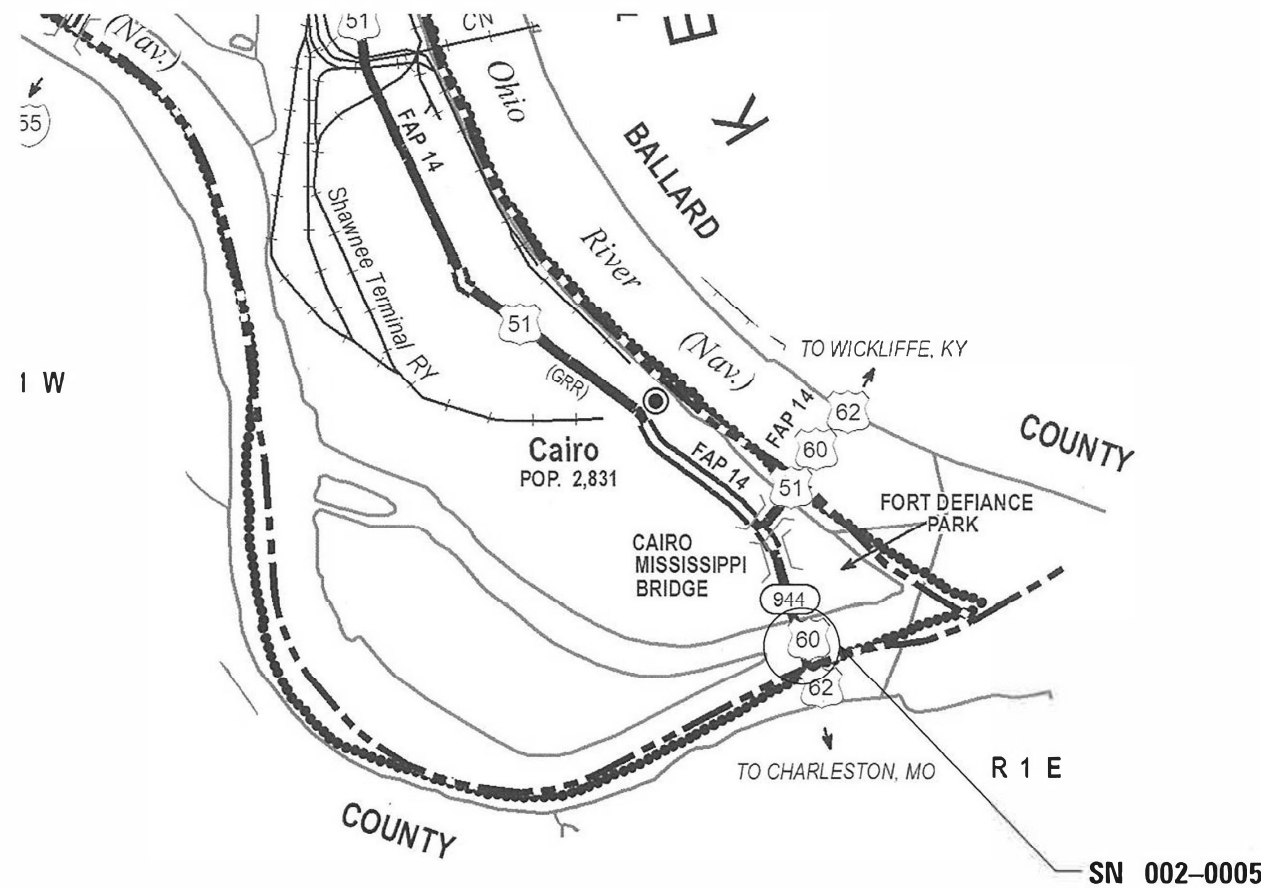 51
CN
(Nav.)
E
K
55
Ohio
FAP 14
BALLARD
River
Shawnee Terminal RY
51
(Nav.)
TO WICKLIFFE, KY
1 W
(GRR)
62
FAP 14
60
COUNTY
Cairo
POP. 2,831
FAP 14
51
FORT DEFIANCE
PARK
CAIRO
MISSISSIPPI
BRIDGE
944
60
62
TO CHARLESTON, MO
R 1 E
COUNTY
SN 002-0005